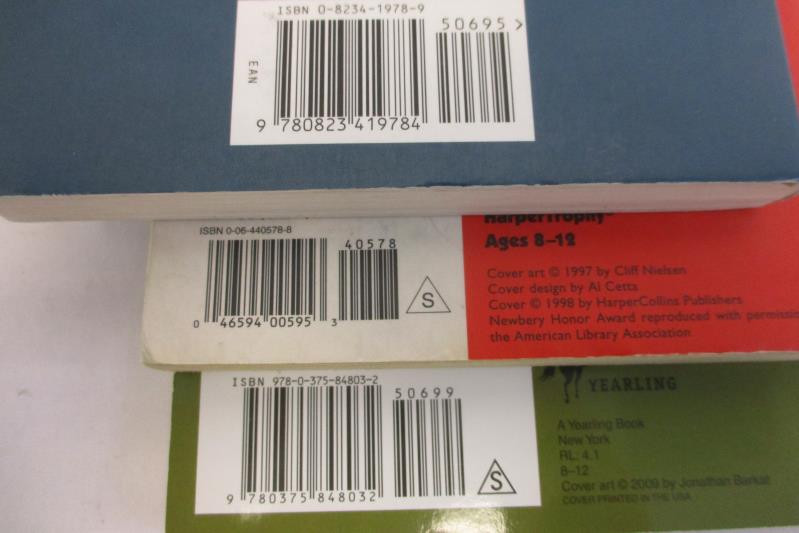 ISBN 0-8234-1978-9
50695 >
EAN
9 780823 419784
HarperTrophy®
Ages 8–12
ISBN 0-06-440578-8
40578
S
0 46594 00595 3
Cover art © 1997 by Cliff Nielsen
Cover design by Al Cetta
Cover © 1998 by HarperCollins Publishers
Newbery Honor Award reproduced with permissio
the American Library Association
ISBN 978-0-375-84803-2
50699
S
9 780375 848032
YEARLING
A Yearling Book
New York
RL: 4.1
8–12
Cover art © 2009 by Jonathan Barkat
COVER PRINTED IN THE USA